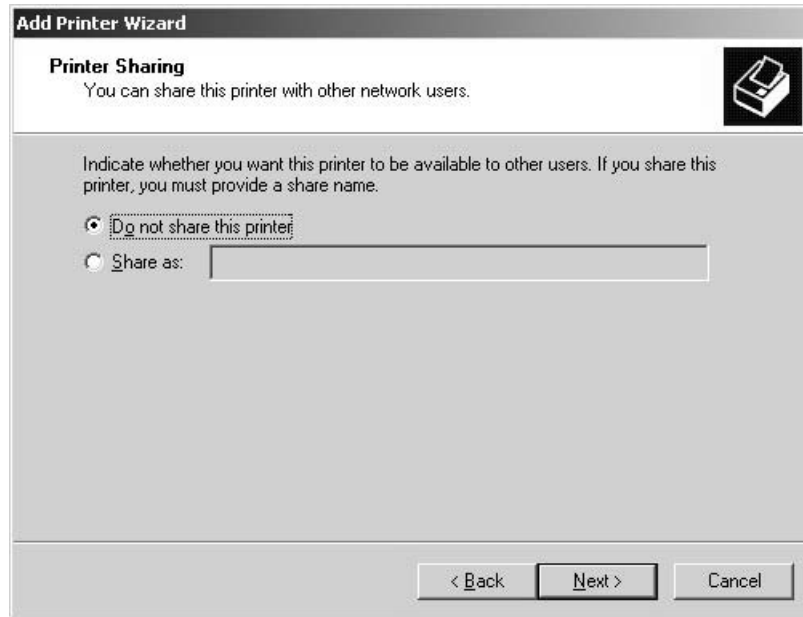 Add Printer Wizard
Printer Sharing
You can share this printer with other network users.
Indicate whether you want this printer to be available to other users. If you share this
printer, you must provide a share name.
Do not share this printer
Share as:
< Back Next > Cancel